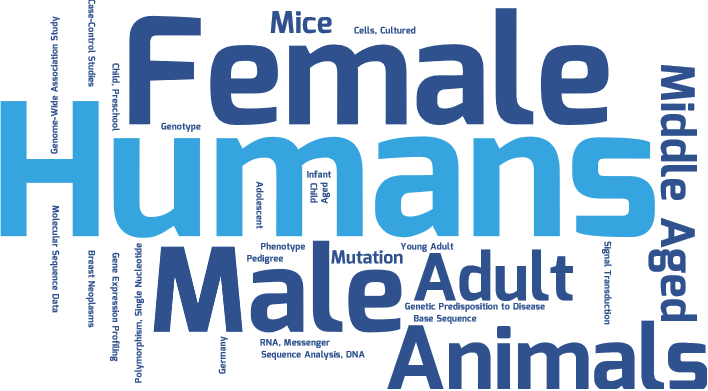 Mice
Cells, Cultured
Female
Case-Control Studies
Genome-Wide Association Study
Child, Preschool
Genotype
Humans
Middle Aged
Infant
Aged
Child
Adolescent
Molecular Sequence Data
Breast Neoplasms
Gene Expression Profiling
Polymorphism, Single Nucleotide
Phenotype
Pedigree
Male
Mutation
Young Adult
Adult
Signal Transduction
Genetic Predisposition to Disease
Base Sequence
Germany
RNA, Messenger
Sequence Analysis, DNA
Animals